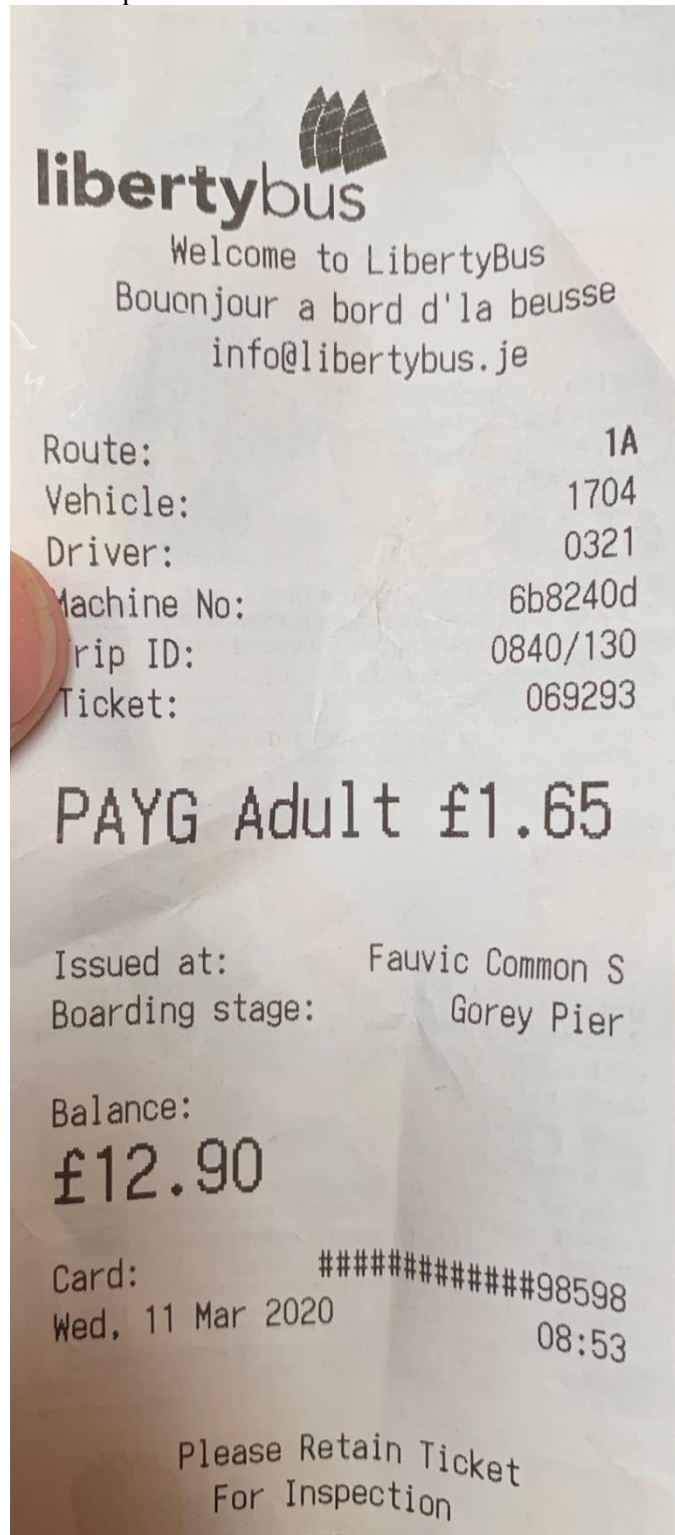 libertybus
Welcome to LibertyBus
Bouonjour a bord d'la beusse
info@libertybus.je
Route: 1A
Vehicle: 1704
Driver: 0321
Machine No: 6b8240d
rip ID: 0840/130
Ticket: 069293
PAYG Adult £1.65
Issued at: Fauvic Common S
Boarding stage: Gorey Pier
Balance:
£12.90
Card: #############98598
Wed, 11 Mar 2020 08:53
Please Retain Ticket
For Inspection